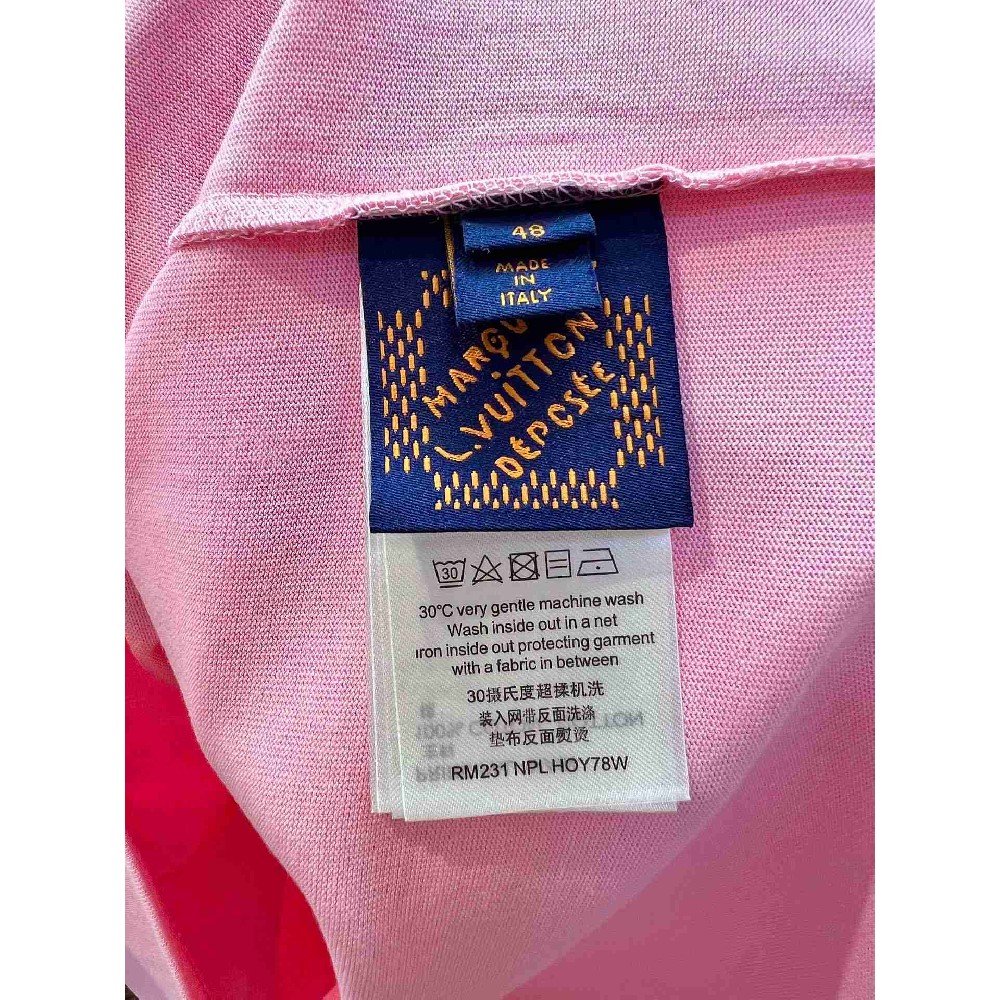 48
MADE
IN
ITALY
L.VUITTON
DÉPOSÉE
30
30℃ very gentle machine wash
Wash inside out in a net
iron inside out protecting garment
with a fabric in between
30摄氏度超揉机洗
装入网带反面洗涤
垫布反面熨烫
RM231 NPL HOY78W